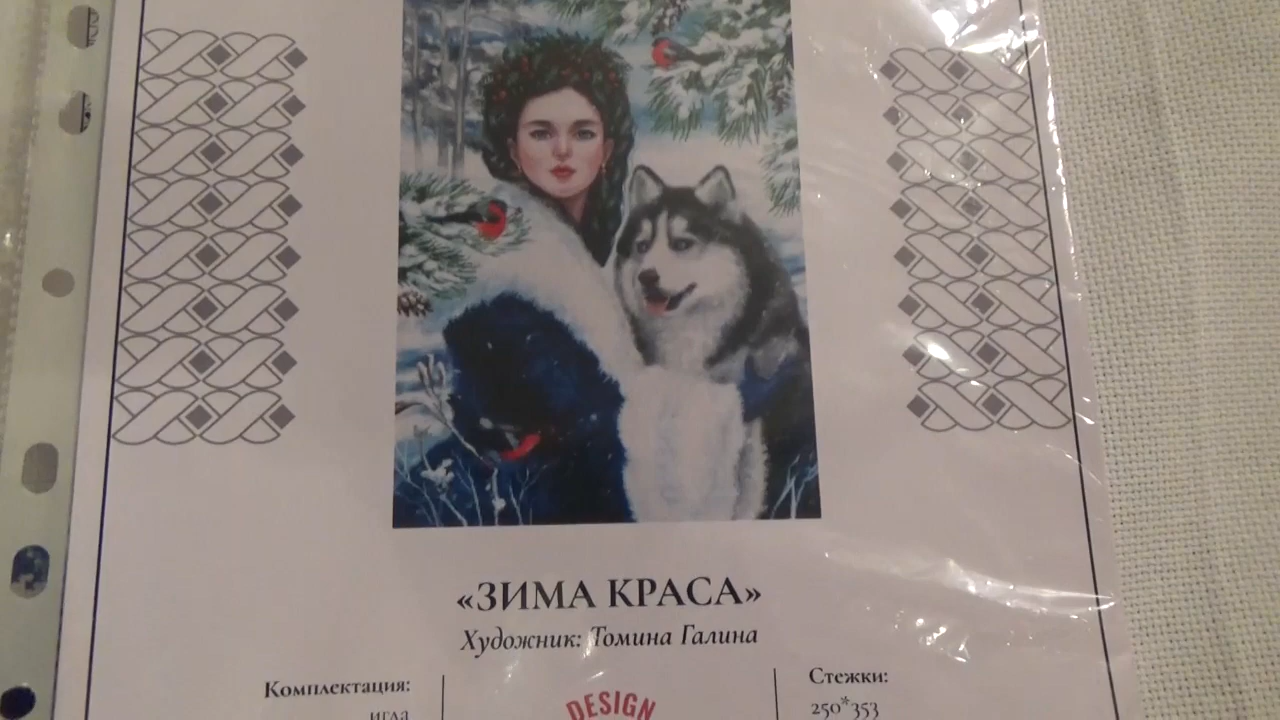 «ЗИМА КРАСА»
Художник: Томина Галина
Комплектация:
игла
DESIGN
Стежки:
250*353